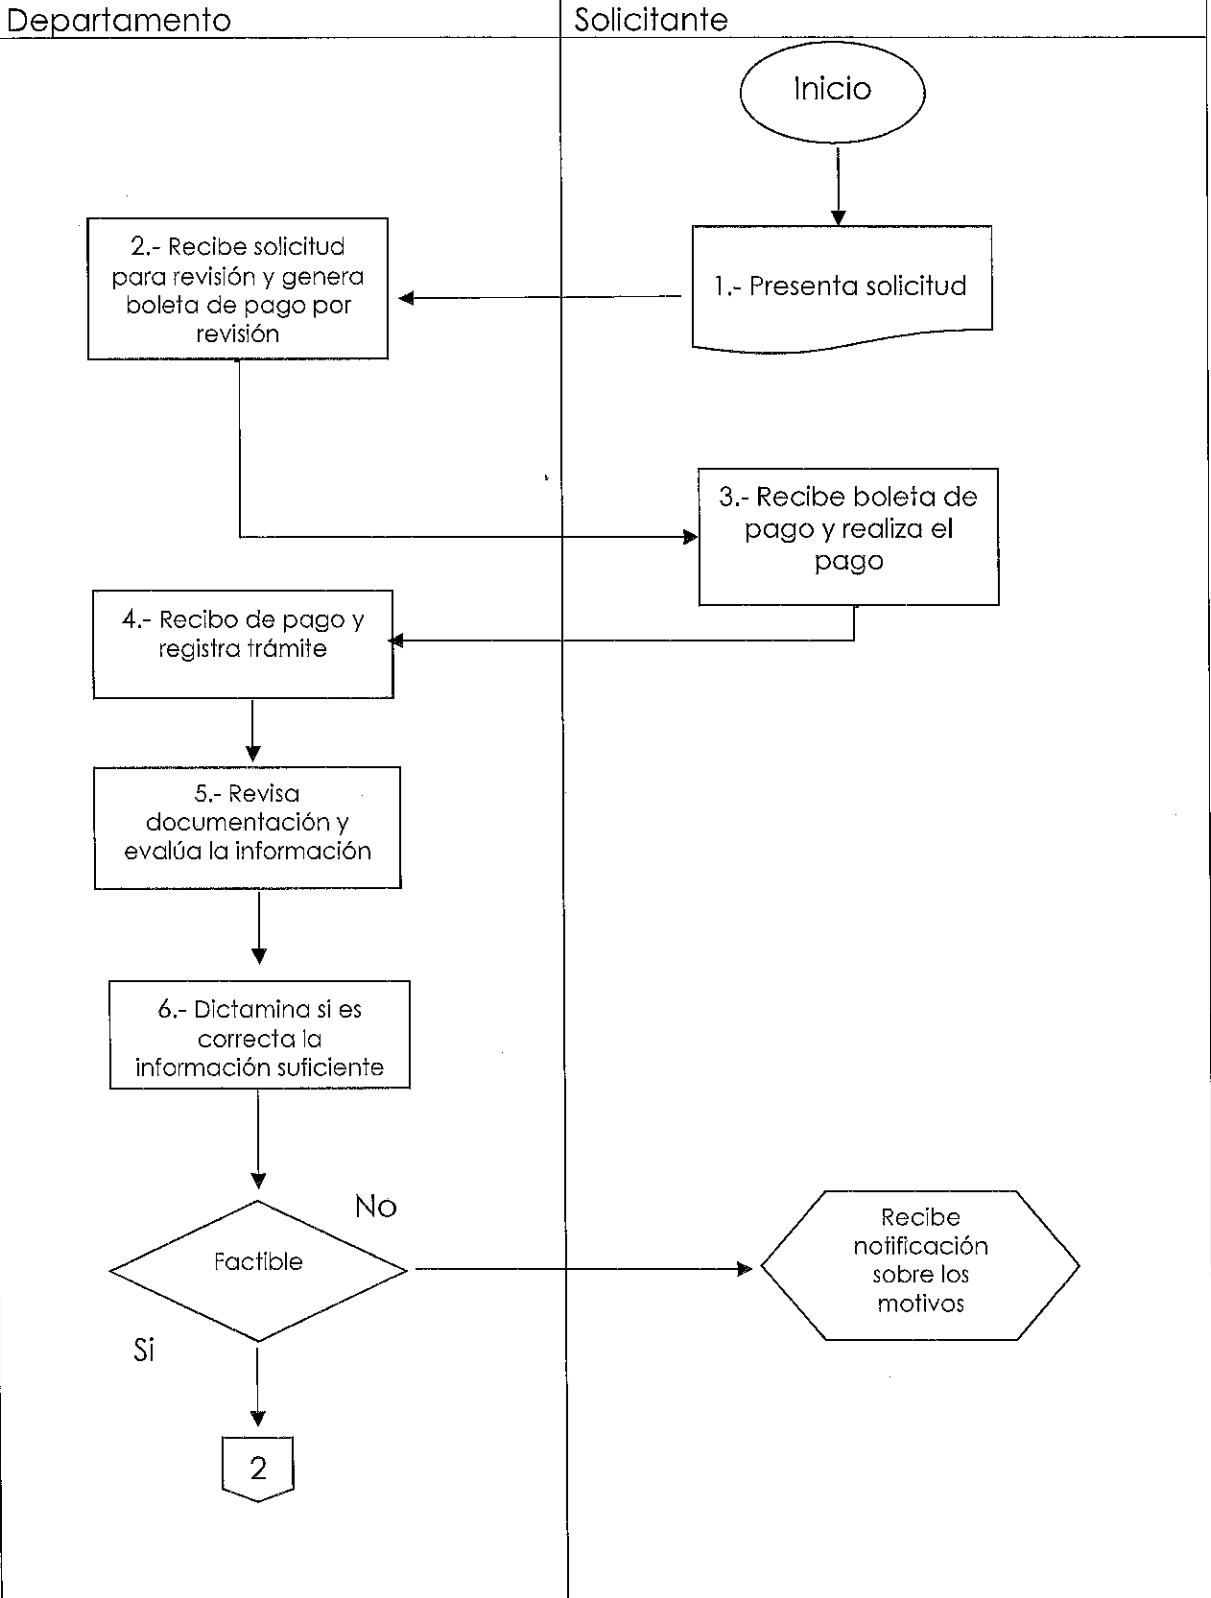 Departamento
Solicitante
Inicio
1.- Presenta solicitud
2.- Recibe solicitud
para revisión y genera
boleta de pago por
revisión
3.- Recibe boleta de
pago y realiza el
pago
4.- Recibo de pago y
registra trámite
5.- Revisa
documentación y
evalúa la información
6.- Dictamina si es
correcta la
información suficiente
Factible
No
Recibe
notificación
sobre los
motivos
Si
2